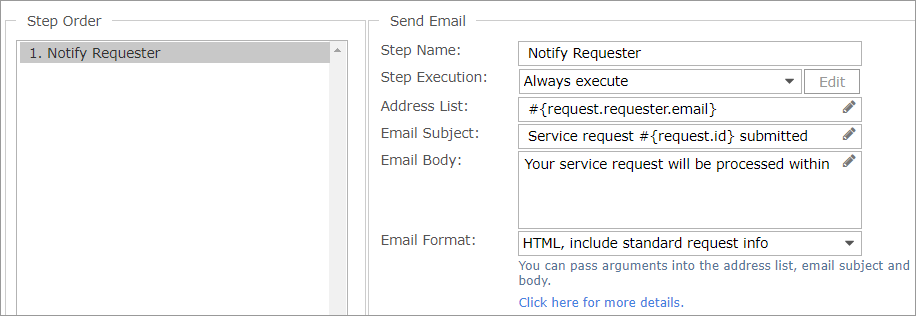 Step Order
1. Notify Requester
Send Email
Step Name: Notify Requester
Step Execution: Always execute Edit
Address List: #{request.requester.email}
Email Subject: Service request #{request.id} submitted
Email Body: Your service request will be processed within
Email Format: HTML, include standard request info
You can pass arguments into the address list, email subject and
body.
Click here for more details.